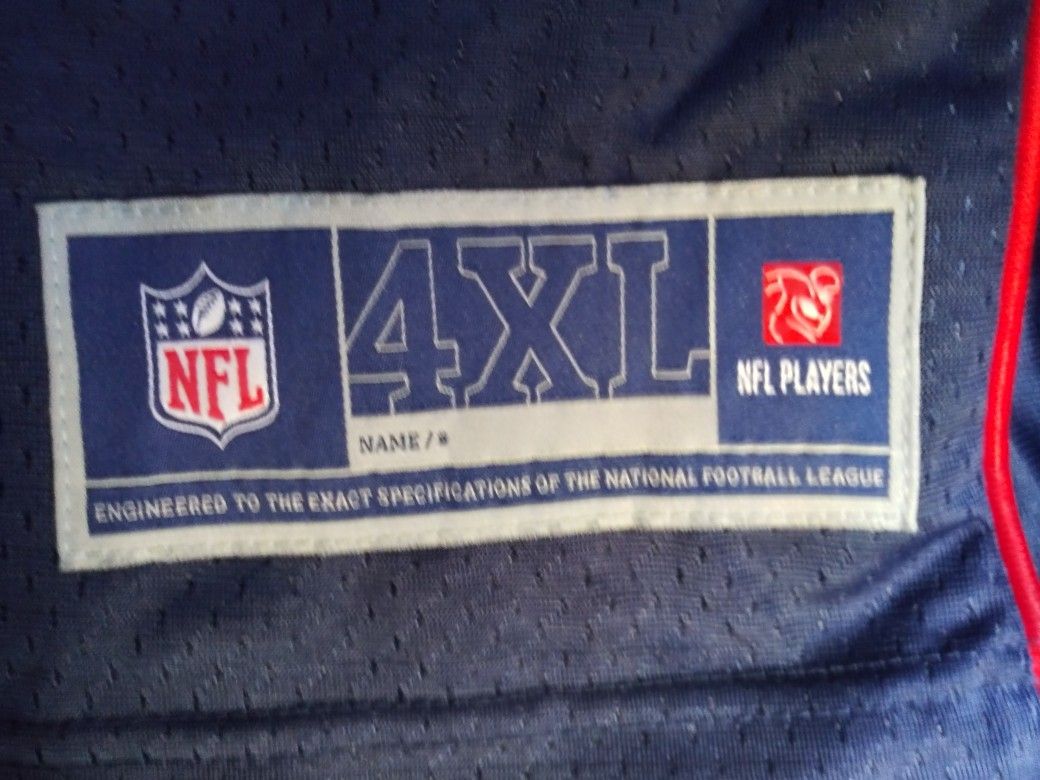 NFL
4XL
NFL PLAYERS
NAME / #
ENGINEERED TO THE EXACT SPECIFICATIONS OF THE NATIONAL FOOTBALL LEAGUE